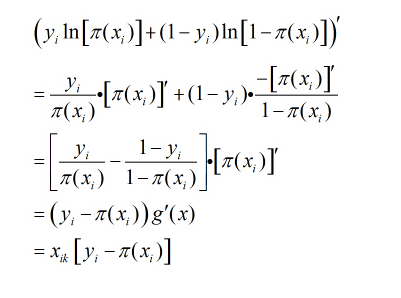 (y_i ln[π(x_i)]+(1−y_i)ln[1−π(x_i)])′
= y_i/π(x_i)•[π(x_i)]′+(1−y_i)•−[π(x_i)]′/1−π(x_i)
=[y_i/π(x_i) − 1−y_i/1−π(x_i)]•[π(x_i)]′
=(y_i−π(x_i))g′(x)
=x_ik[y_i−π(x_i)]